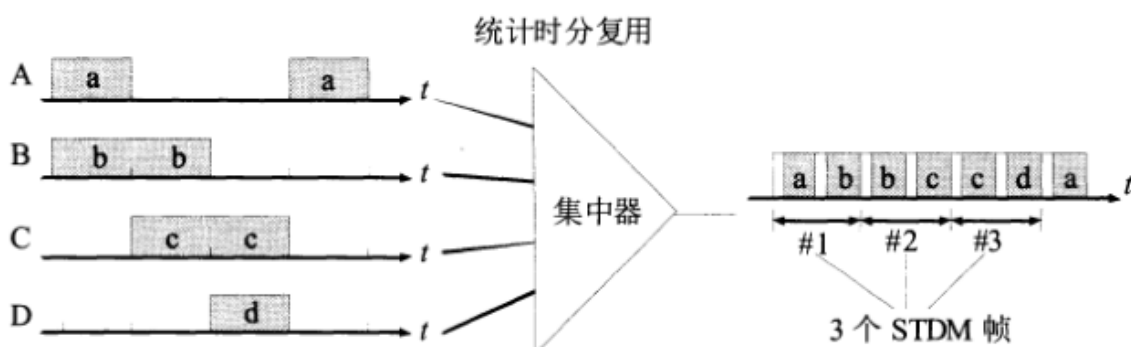 统计时分复用
A a a t
B b b t
C c c t
D d t
集中器
a b b c c d a t
#1 #2 #3
3 个 STDM 帧